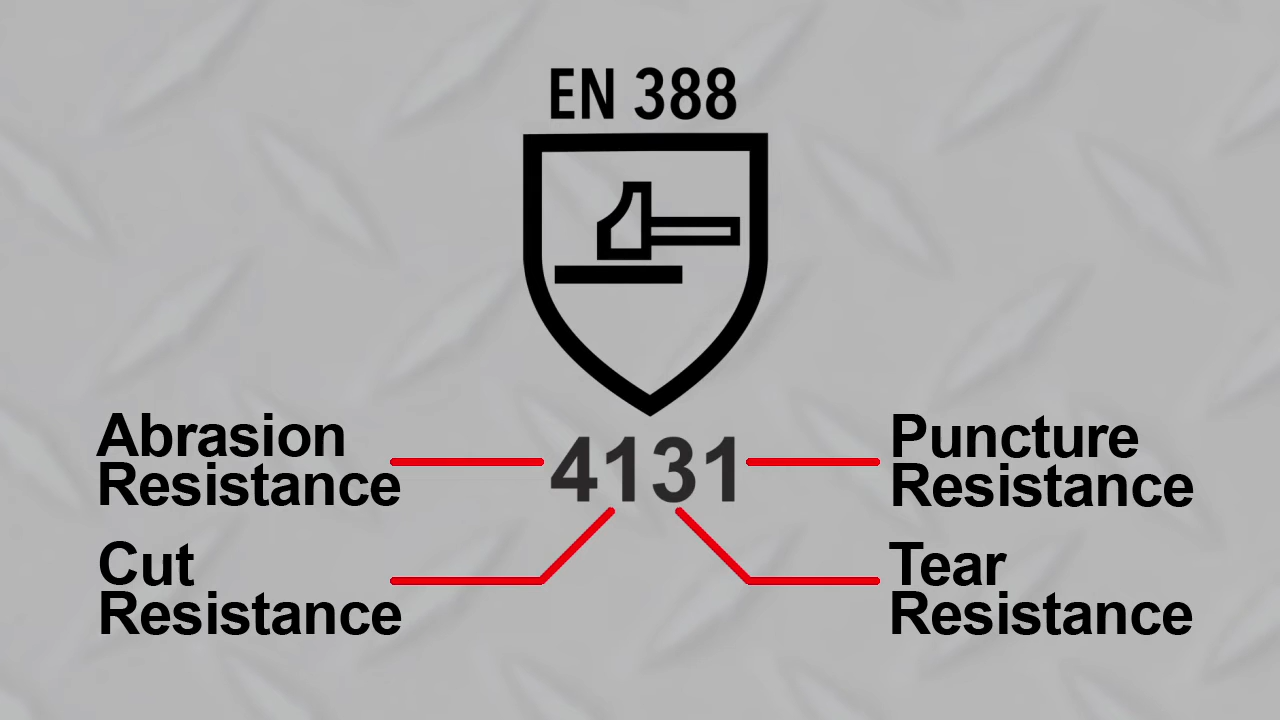 EN 388
4131
Abrasion
Resistance
Puncture
Resistance
Cut
Resistance
Tear
Resistance